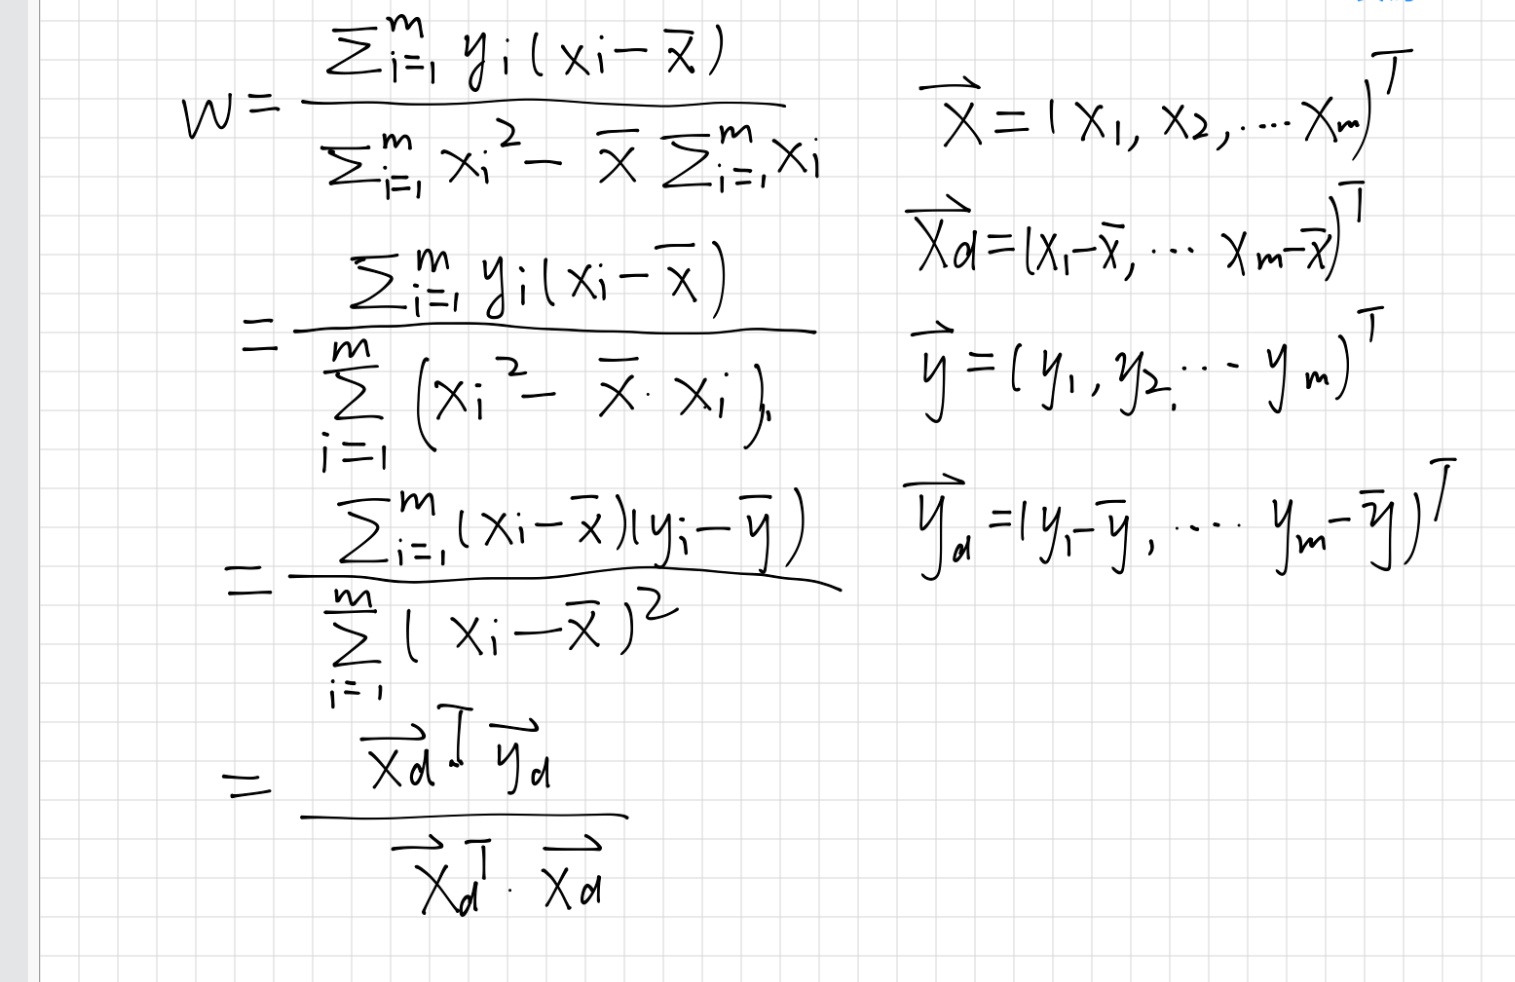 w = \frac{\sum_{i=1}^{m} y_i (x_i - \bar{x})}{\sum_{i=1}^{m} x_i^2 - \bar{x} \sum_{i=1}^{m} x_i}
= \frac{\sum_{i=1}^{m} y_i (x_i - \bar{x})}{\sum_{i=1}^{m} (x_i^2 - \bar{x} \cdot x_i)}
= \frac{\sum_{i=1}^{m} (x_i - \bar{x})(y_i - \bar{y})}{\sum_{i=1}^{m} (x_i - \bar{x})^2}
= \frac{\vec{x_d}^T \vec{y_d}}{\vec{x_d}^T \cdot \vec{x_d}}
\vec{x} = (x_1, x_2, \cdots x_m)^T
\vec{x_d} = (x_1 - \bar{x}, \cdots x_m - \bar{x})^T
\vec{y} = (y_1, y_2, \cdots y_m)^T
\vec{y_d} = (y_1 - \bar{y}, \cdots y_m - \bar{y})^T